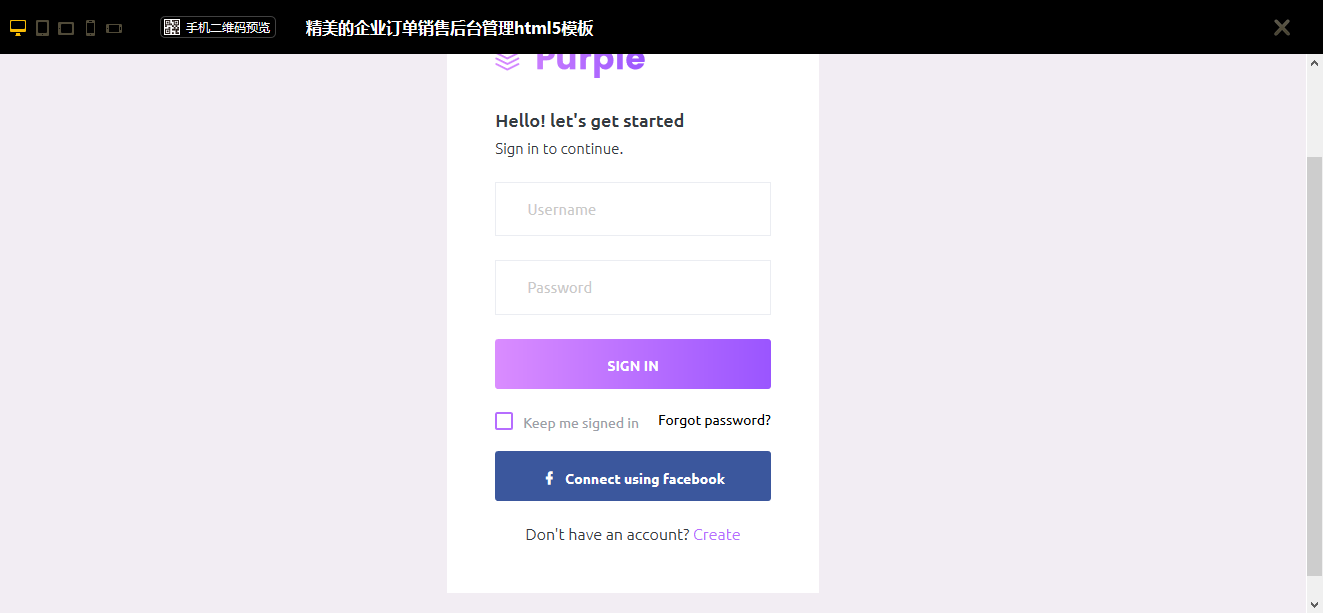 手机二维码预览
精美的企业订单销售后台管理html5模板
Purple
Hello! let's get started
Sign in to continue.
Username
Password
SIGN IN
Keep me signed in
Forgot password?
Connect using facebook
Don't have an account? Create